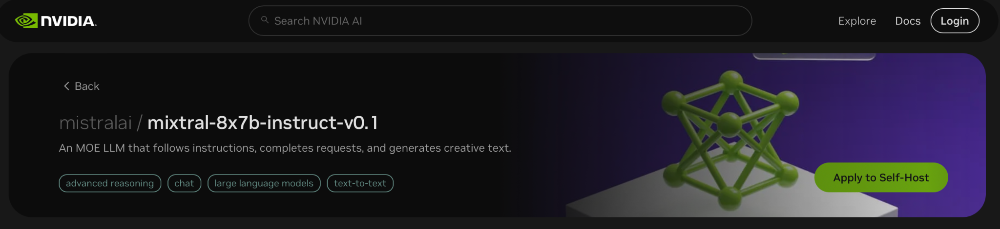 NVIDIA.
Search NVIDIA AI
Explore
Docs
Login
Back
mistralai / mixtral-8x7b-instruct-v0.1
An MOE LLM that follows instructions, completes requests, and generates creative text.
advanced reasoning
chat
large language models
text-to-text
Apply to Self-Host